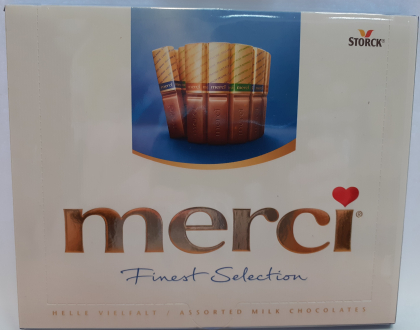 STORCK®
merci®
Finest Selection
HELLE VIELFALT / ASSORTED MILK CHOCOLATES